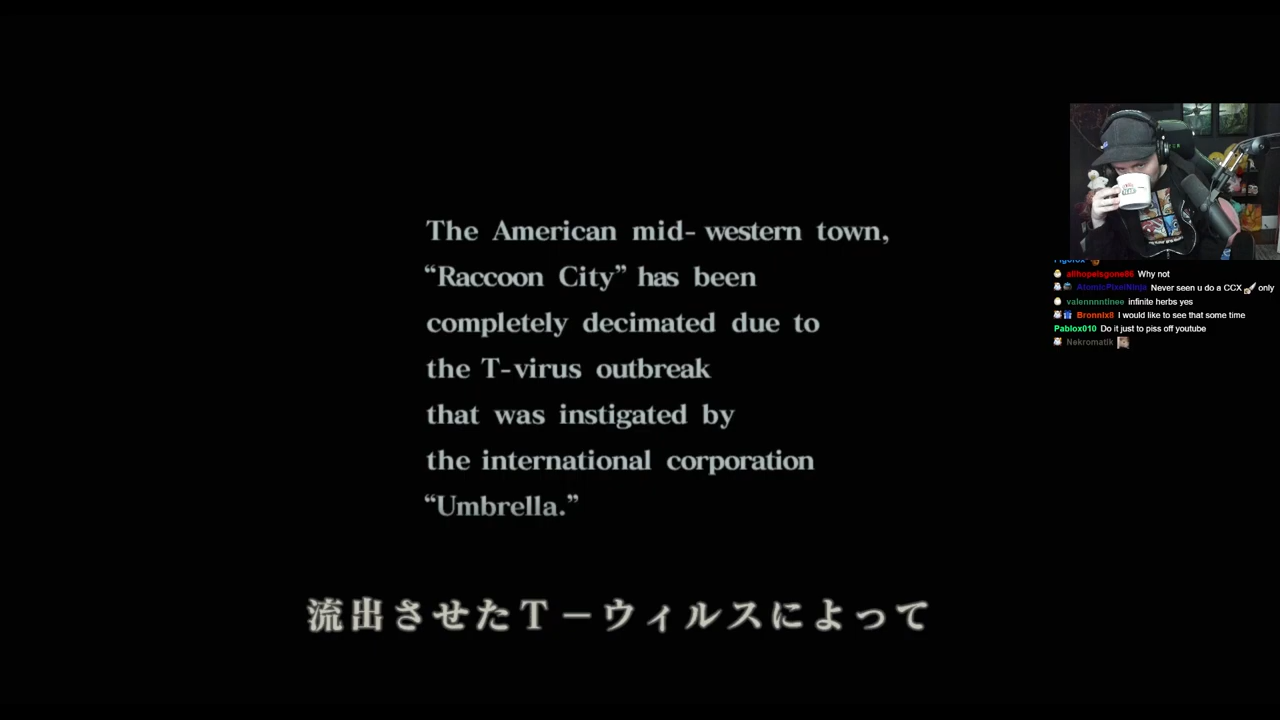 The American mid-western town,
“Raccoon City” has been
completely decimated due to
the T-virus outbreak
that was instigated by
the international corporation
“Umbrella.”
流出させたＴ－ウィルスによって
allhopeisgone86 Why not
AtomicPixelNinja Never seen u do a CCX only
valennnntinee infinite herbs yes
Bronnix8 I would like to see that some time
Pablox010 Do it just to piss off youtube
Nekromatik